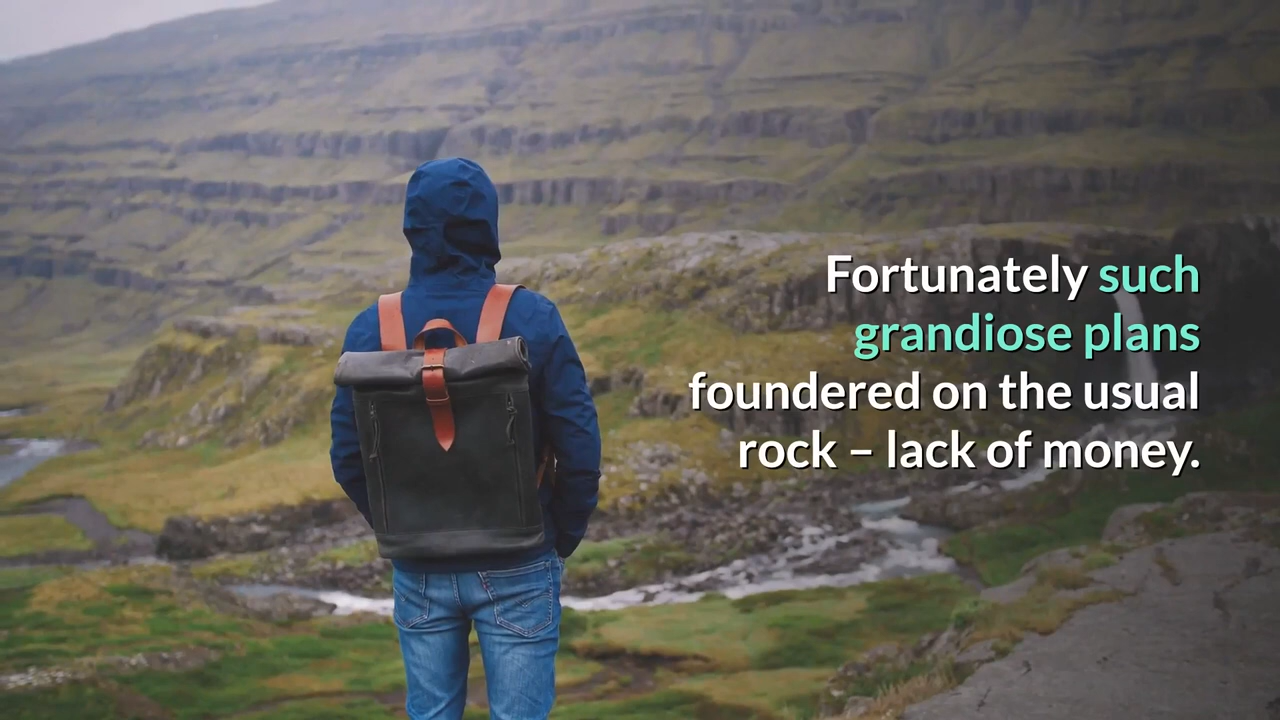 Fortunately such
grandiose plans
foundered on the usual
rock – lack of money.